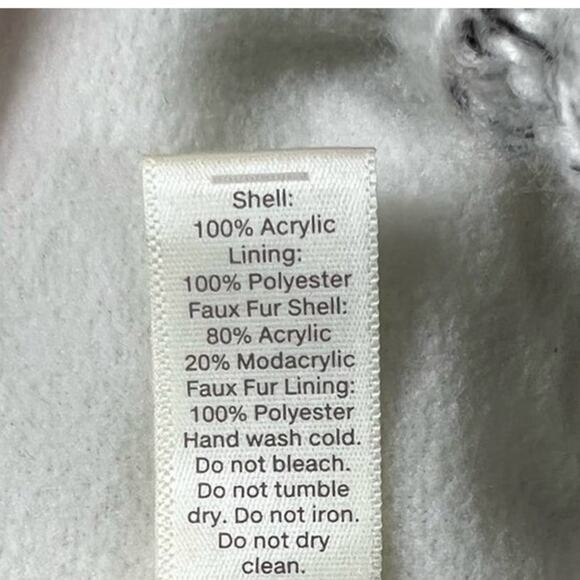 Shell:
100% Acrylic
Lining:
100% Polyester
Faux Fur Shell:
80% Acrylic
20% Modacrylic
Faux Fur Lining:
100% Polyester
Hand wash cold.
Do not bleach.
Do not tumble
dry. Do not iron.
Do not dry
clean.